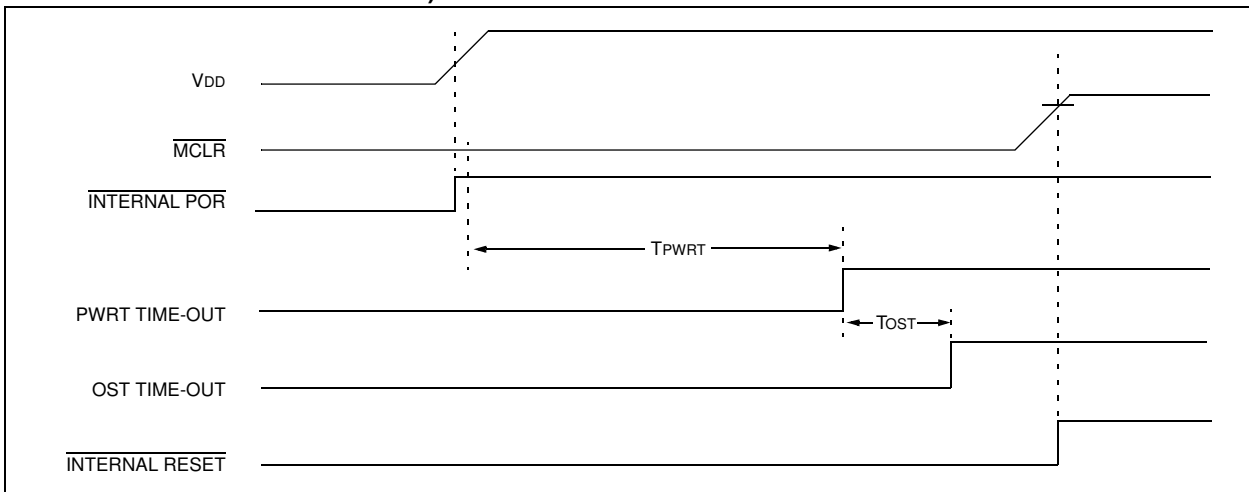 VDD
MCLR
INTERNAL POR
TPWRT
PWRT TIME-OUT
TOST
OST TIME-OUT
INTERNAL RESET